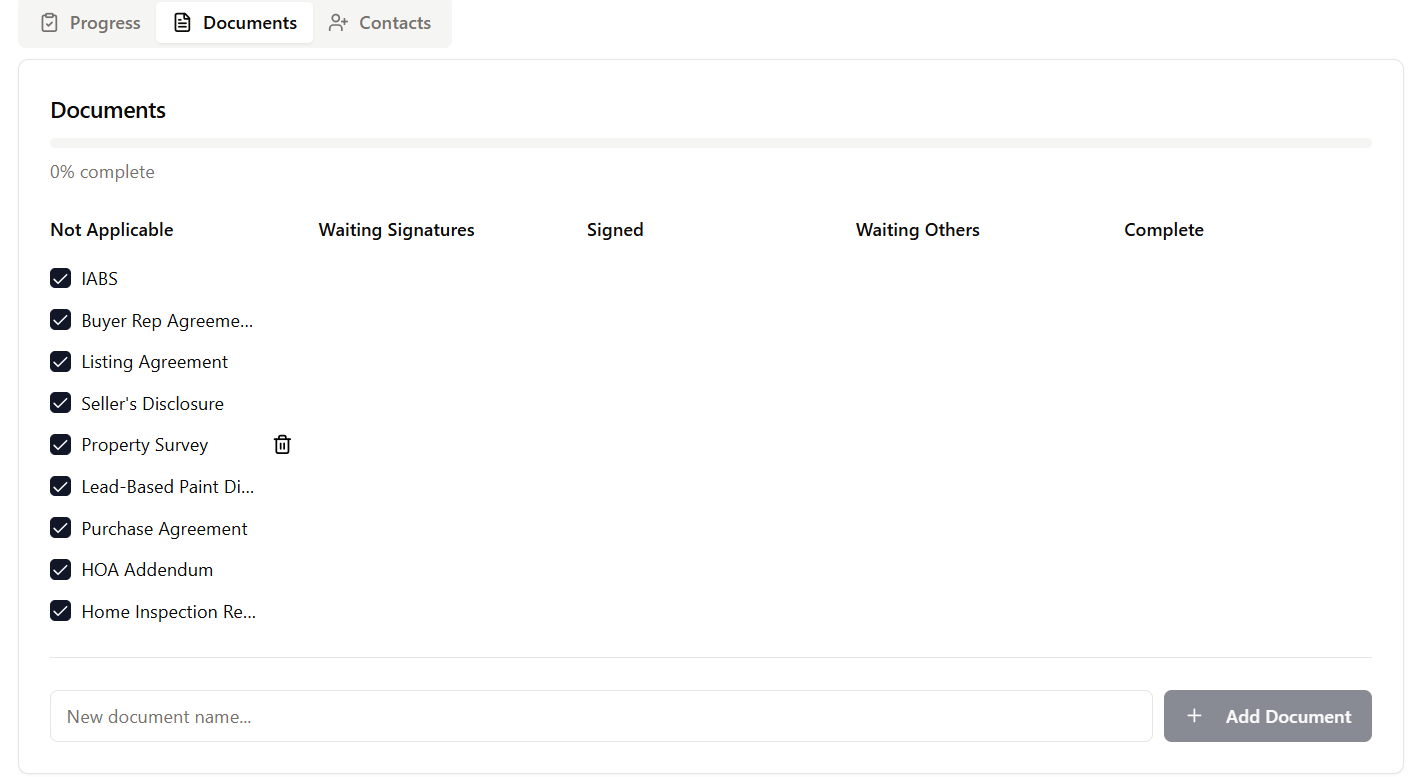 Progress Documents Contacts
Documents
0% complete
Not Applicable Waiting Signatures Signed Waiting Others Complete
IABS
Buyer Rep Agreeme...
Listing Agreement
Seller's Disclosure
Property Survey
Lead-Based Paint Di...
Purchase Agreement
HOA Addendum
Home Inspection Re...
New document name... + Add Document